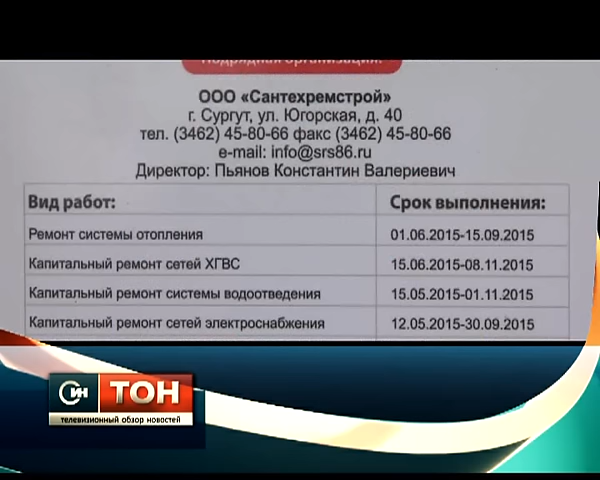 Подрядная организация:
ООО «Сантехремстрой»
г. Сургут, ул. Югорская, д. 40
тел. (3462) 45-80-66 факс (3462) 45-80-66
e-mail: info@srs86.ru
Директор: Пьянов Константин Валериевич
Вид работ: Срок выполнения:
Ремонт системы отопления 01.06.2015-15.09.2015
Капитальный ремонт сетей ХГВС 15.06.2015-08.11.2015
Капитальный ремонт системы водоотведения 15.05.2015-01.11.2015
Капитальный ремонт сетей электроснабжения 12.05.2015-30.09.2015
СИН ТОН
телевизионный обзор новостей